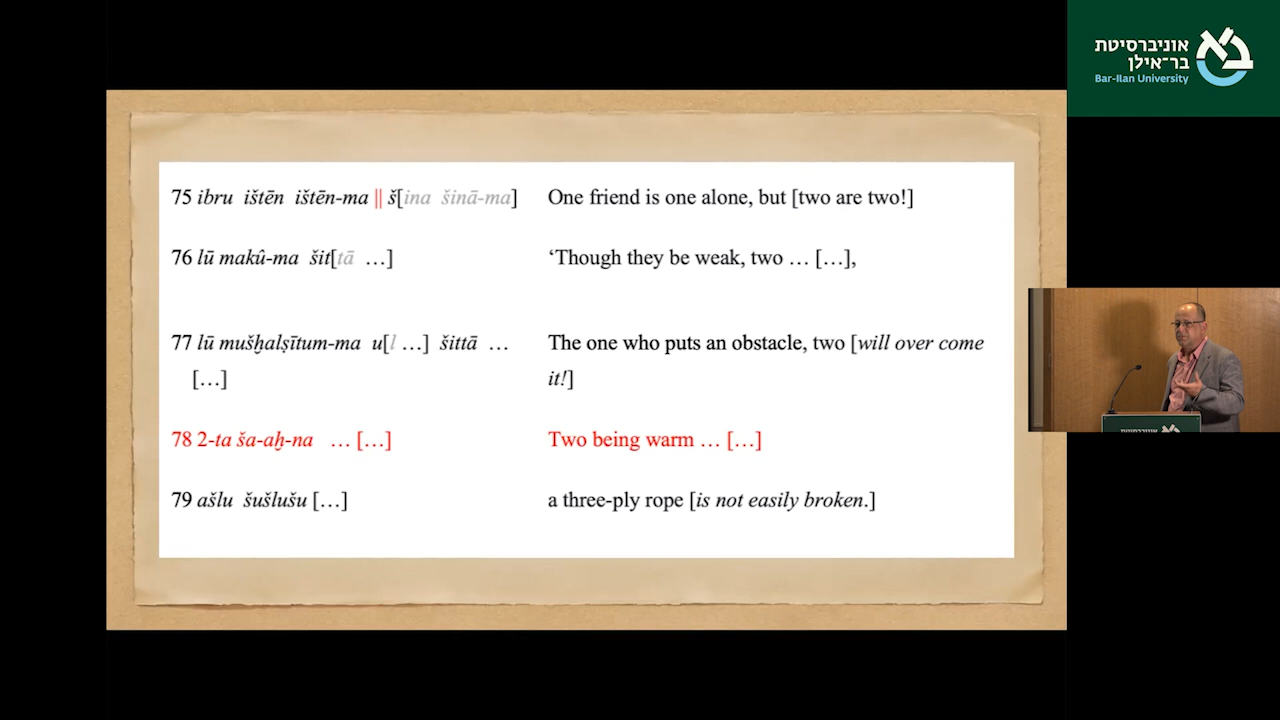 אוניברסיטת
בר־אילן
Bar-Ilan University
75 ibru ištēn ištēn-ma || š[ina šinā-ma]
One friend is one alone, but [two are two!]
76 lū makû-ma šit[tā …]
‘Though they be weak, two … […],
77 lū mušḫalṣītum-ma u[l …] šittā …
[…]
The one who puts an obstacle, two [will over come
it!]
78 2-ta ša-aḫ-na … […]
Two being warm … […]
79 ašlu šušlušu […]
a three-ply rope [is not easily broken.]